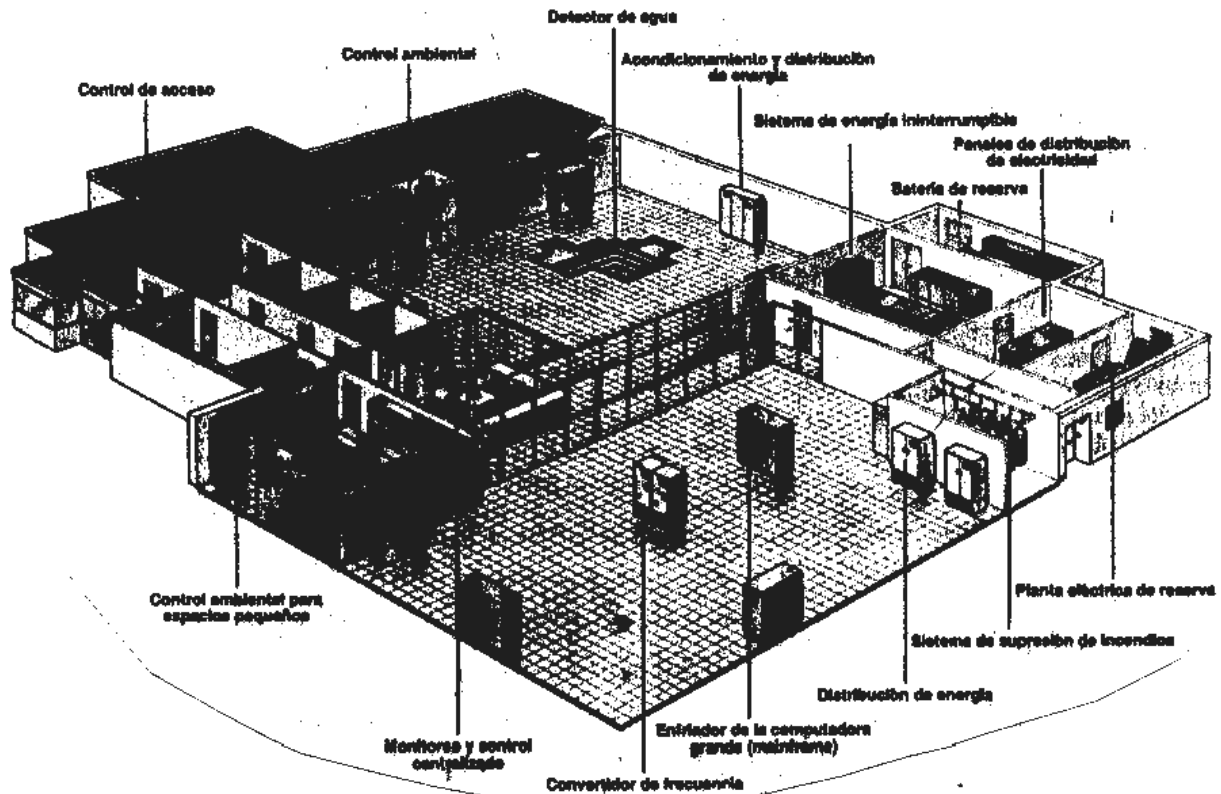 Detector de agua
Control ambiental
Acondicionamiento y distribución
de energía
Control de acceso
Sistema de energía ininterrumpible
Paneles de distribución
de electricidad
Batería de reserva
Control ambiental para
espacios pequeños
Planta eléctrica de reserva
Sistema de supresión de incendios
Distribución de energía
Monitoreo y control
centralizado
Enfriador de la computadora
grande (mainframe)
Convertidor de frecuencia